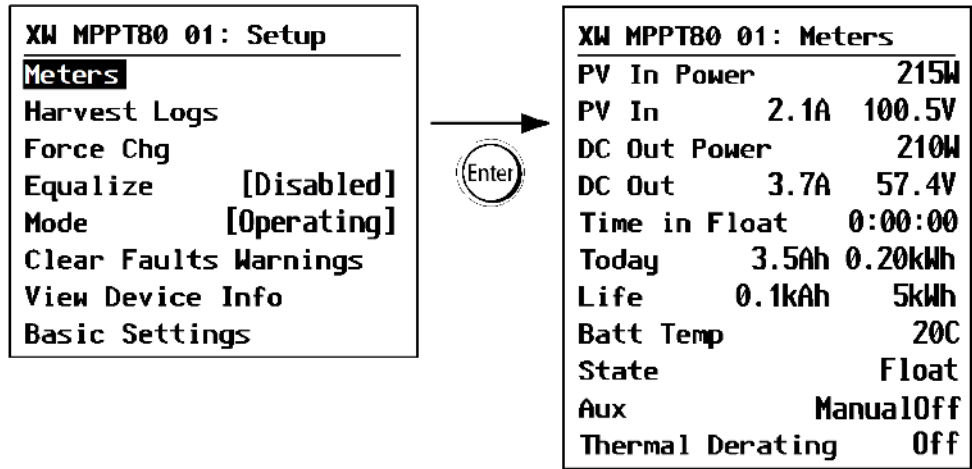 XW MPPT80 01: Setup
Meters
Harvest Logs
Force Chg
Equalize [Disabled]
Mode [Operating]
Clear Faults Warnings
View Device Info
Basic Settings
Enter
XW MPPT80 01: Meters
PV In Power 215W
PV In 2.1A 100.5V
DC Out Power 210W
DC Out 3.7A 57.4V
Time in Float 0:00:00
Today 3.5Ah 0.20kWh
Life 0.1kAh 5kWh
Batt Temp 20C
State Float
Aux ManualOff
Thermal Derating Off